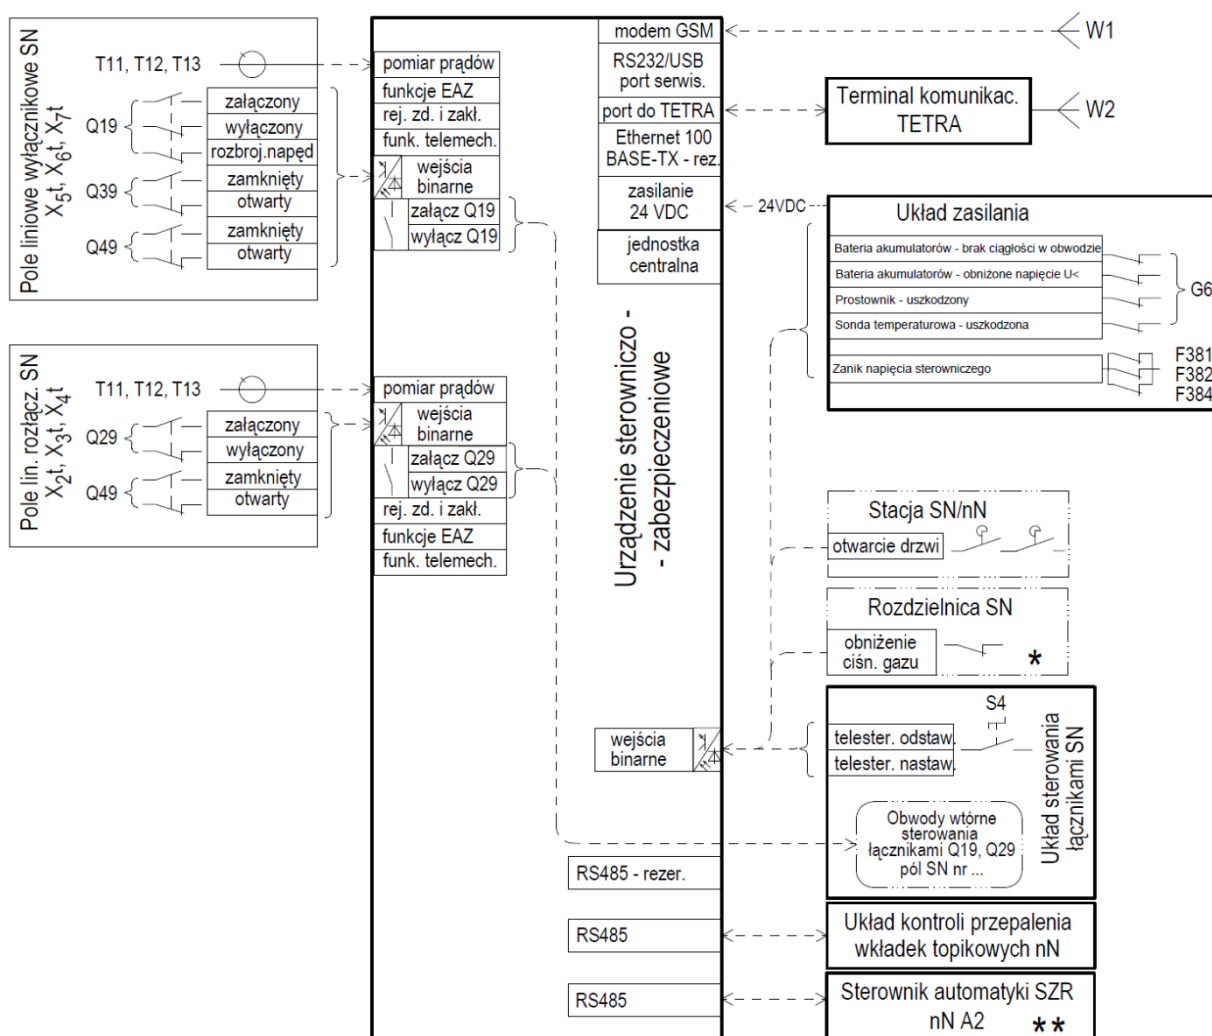 Pole liniowe wyłącznikowe SN
X5t, X6t, X7t
T11, T12, T13
Q19
załączony
wyłączony
rozbroj.napęd
Q39
zamknięty
otwarty
Q49
zamknięty
otwarty
Pole lin. rozłącz. SN
X2t, X3t, X4t
T11, T12, T13
Q29
załączony
wyłączony
Q49
zamknięty
otwarty
pomiar prądów
funkcje EAZ
rej. zd. i zakł.
funk. telemech.
wejścia
binarne
załącz Q19
wyłącz Q19
pomiar prądów
wejścia
binarne
załącz Q29
wyłącz Q29
rej. zd. i zakł.
funkcje EAZ
funk. telemech.
modem GSM
RS232/USB
port serwis.
port do TETRA
Ethernet 100
BASE-TX - rez.
zasilanie
24 VDC
jednostka
centralna
Urządzenie sterowniczo -
- zabezpieczeniowe
wejścia
binarne
RS485 - rezer.
RS485
RS485
W1
Terminal komunikac.
TETRA
W2
24VDC
Układ zasilania
Bateria akumulatorów - brak ciągłości w obwodzie
Bateria akumulatorów - obniżone napięcie U<
Prostownik - uszkodzony
Sonda temperaturowa - uszkodzona
G6
Zanik napięcia sterowniczego
F381
F382
F384
Stacja SN/nN
otwarcie drzwi
Rozdzielnica SN
obniżenie
ciśn. gazu
*
S4
telester. odstaw.
telester. nastaw.
Układ sterowania
łącznikami SN
Obwody wtórne
sterowania
łącznikami Q19, Q29
pól SN nr ...
Układ kontroli przepalenia
wkładek topikowych nN
Sterownik automatyki SZR
nN A2 **